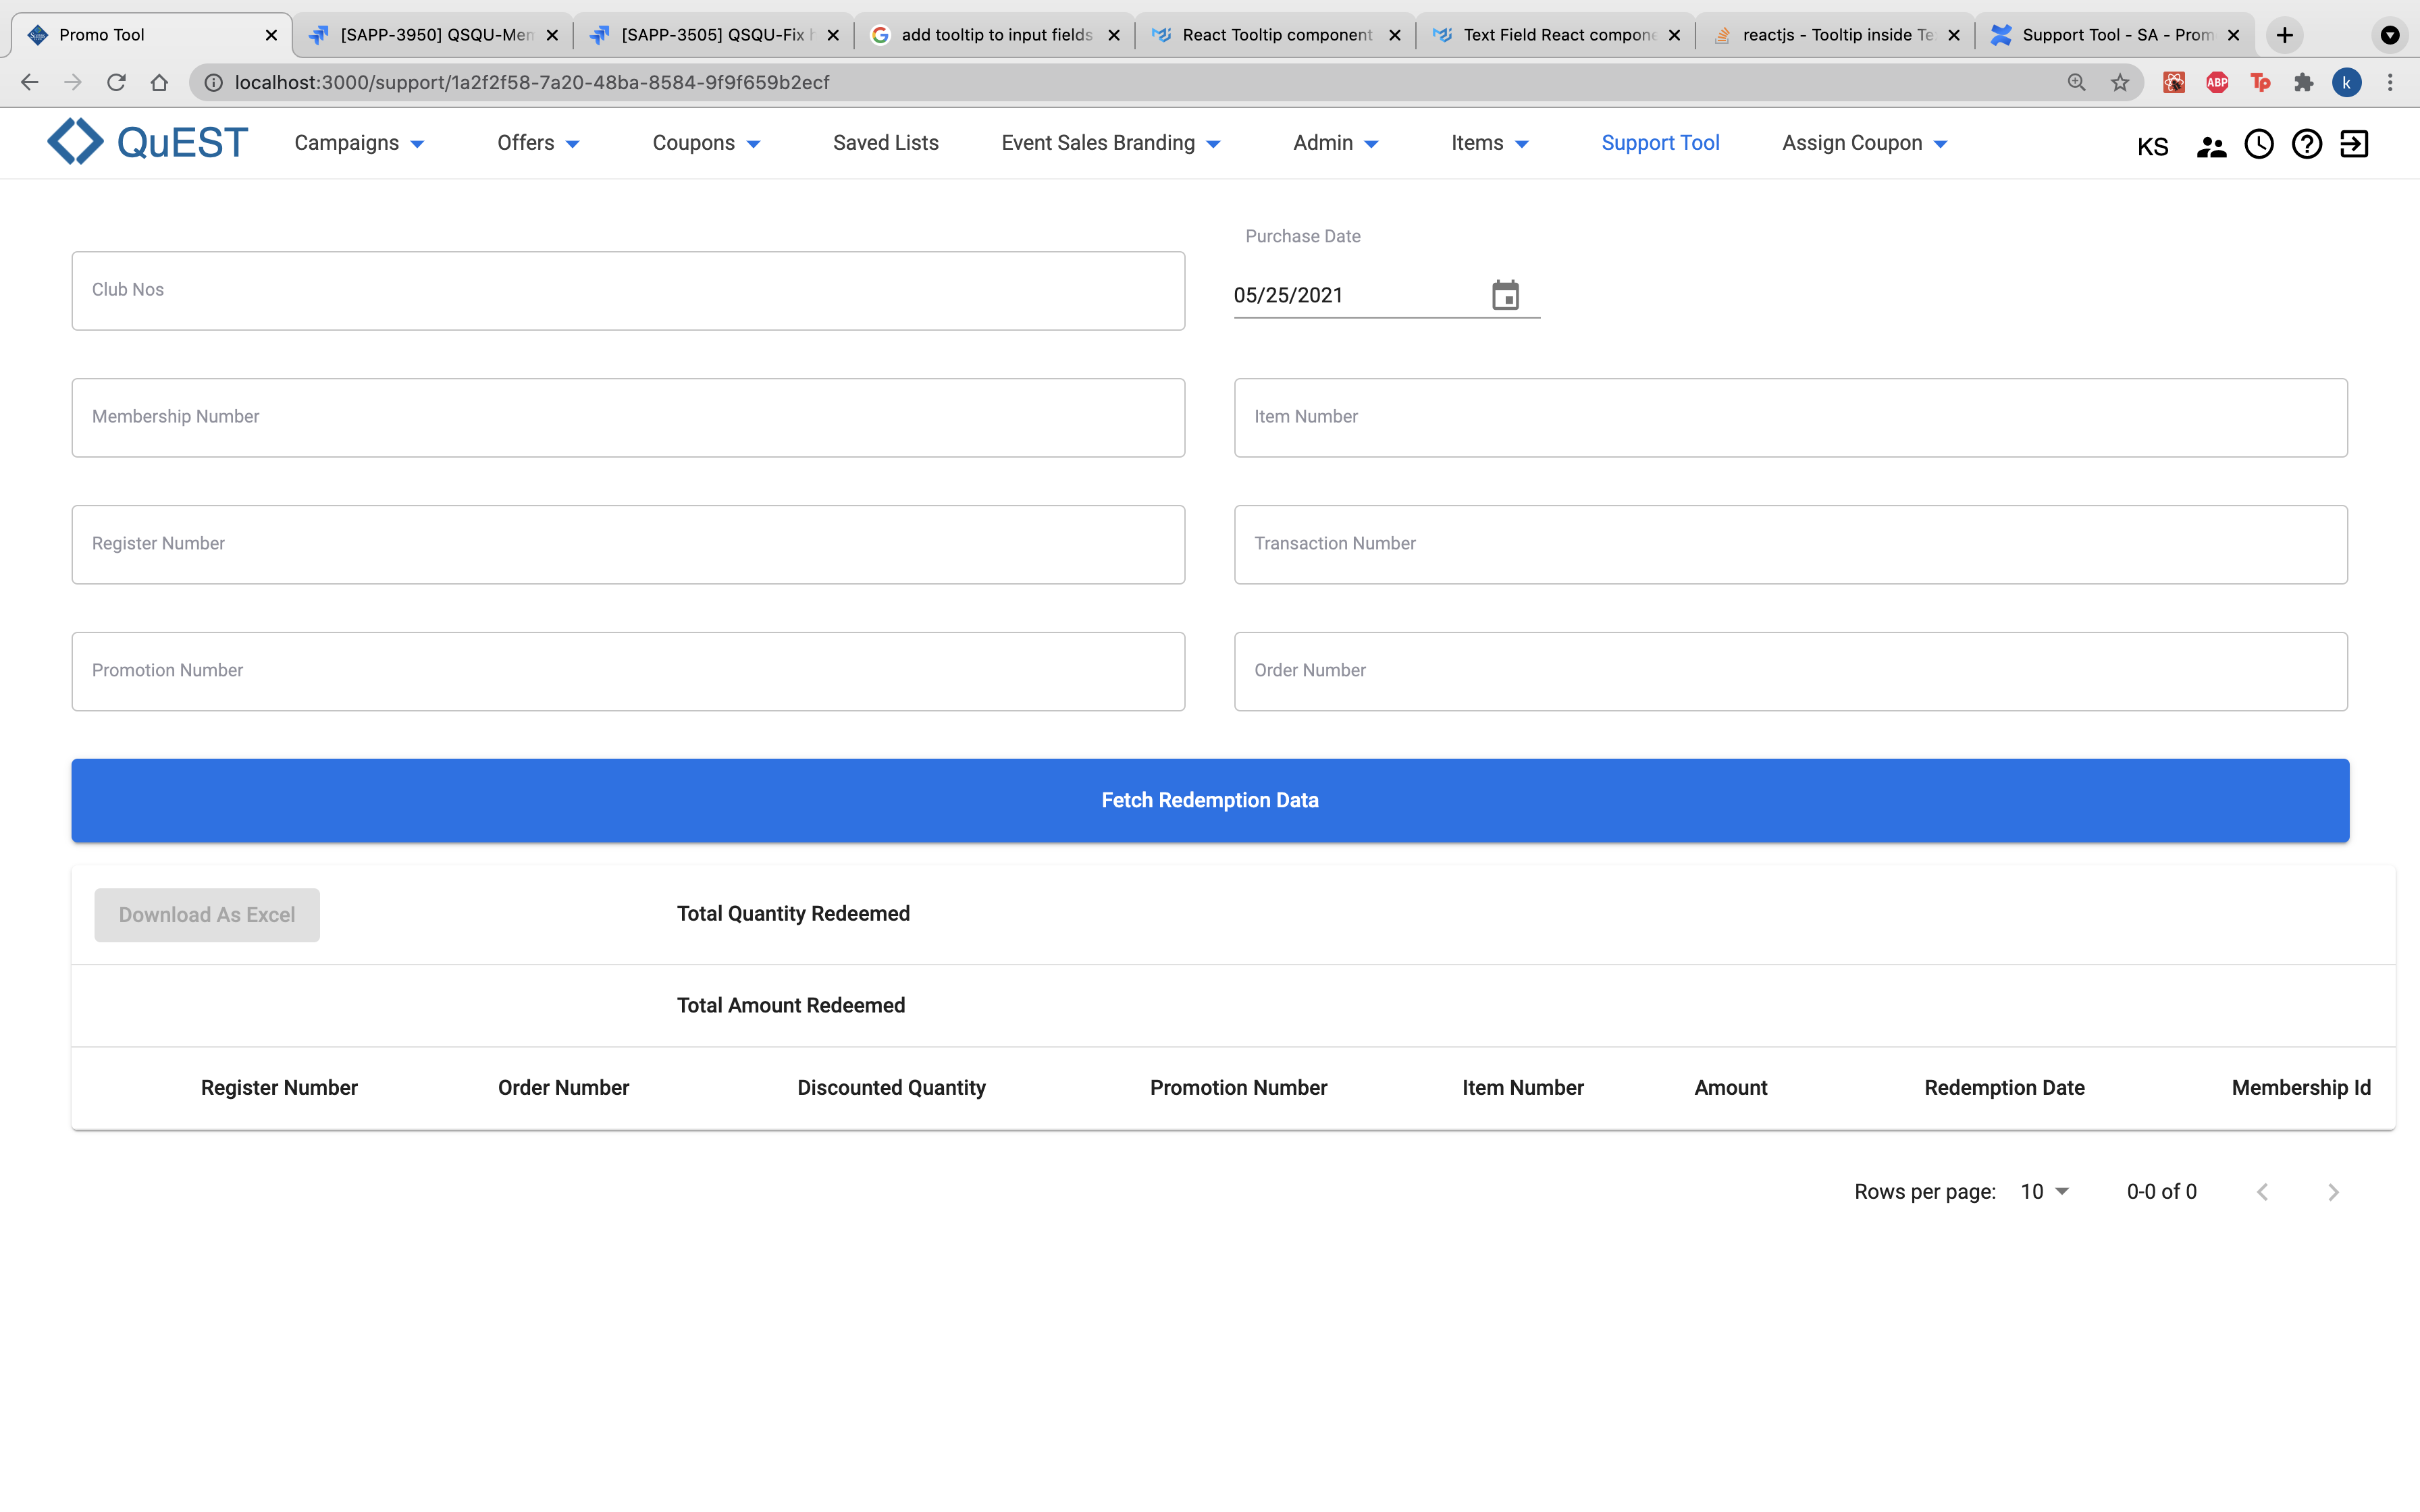 Promo Tool
[SAPP-3950] QSQU-Mem
[SAPP-3505] QSQU-Fix
add tooltip to input fields
React Tooltip component
Text Field React compone
reactjs - Tooltip inside Te
Support Tool - SA - Prom
localhost:3000/support/1a2f2f58-7a20-48ba-8584-9f9f659b2ecf
ABP
Tp
k
QuEST
Campaigns
Offers
Coupons
Saved Lists
Event Sales Branding
Admin
Items
Support Tool
Assign Coupon
KS
Purchase Date
Club Nos
05/25/2021
Membership Number
Item Number
Register Number
Transaction Number
Promotion Number
Order Number
Fetch Redemption Data
Download As Excel
Total Quantity Redeemed
Total Amount Redeemed
Register Number
Order Number
Discounted Quantity
Promotion Number
Item Number
Amount
Redemption Date
Membership Id
Rows per page:
10
0-0 of 0